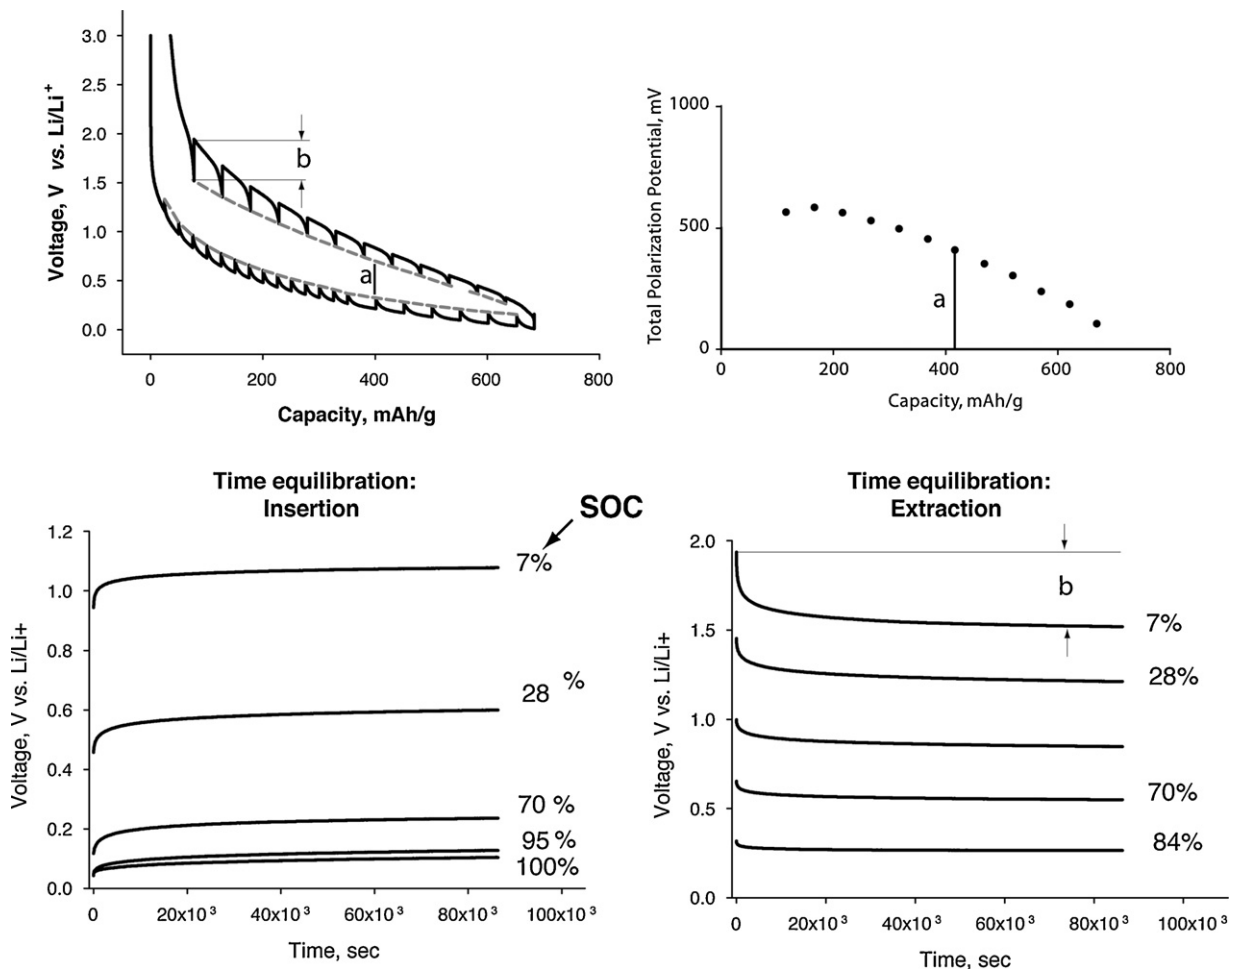 3.0
2.5
2.0
1.5
1.0
0.5
0.0
Voltage, V vs. Li/Li+
b
a
0 200 400 600 800
Capacity, mAh/g
1000
500
0
Total Polarization Potential, mV
a
0 200 400 600 800
Capacity, mAh/g
Time equilibration:
Insertion
SOC
1.2
1.0
0.8
0.6
0.4
0.2
0.0
Voltage, V vs. Li/Li+
7%
28 %
70 %
95 %
100%
0 20x10³ 40x10³ 60x10³ 80x10³ 100x10³
Time, sec
Time equilibration:
Extraction
2.0
1.5
1.0
0.5
0.0
Voltage, V vs. Li/Li+
b
7%
28%
70%
84%
0 20x10³ 40x10³ 60x10³ 80x10³ 100x10³
Time, sec